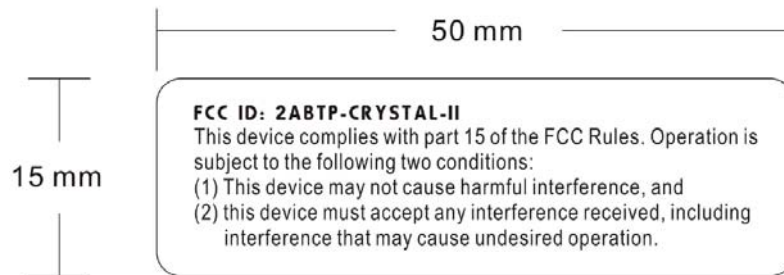 50 mm
FCC ID: 2ABTP-CRYSTAL-II
This device complies with part 15 of the FCC Rules. Operation is
subject to the following two conditions:
15 mm
(1) This device may not cause harmful interference, and
(2) this device must accept any interference received, including
interference that may cause undesired operation.